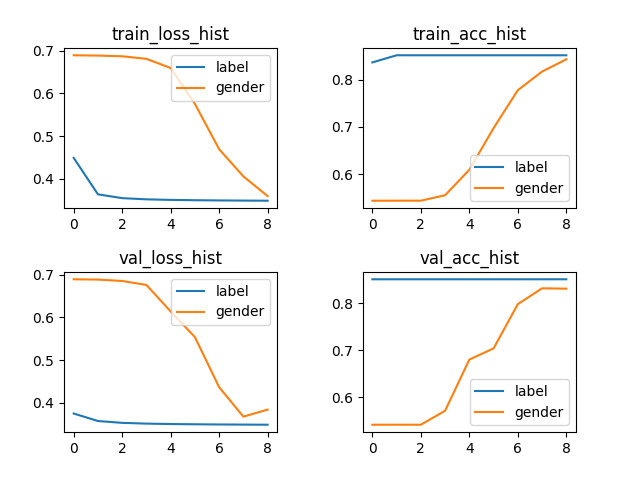 train_loss_hist
0.7
0.6
0.5
0.4
0 2 4 6 8
label
gender
train_acc_hist
0.8
0.7
0.6
0 2 4 6 8
label
gender
val_loss_hist
0.7
0.6
0.5
0.4
0 2 4 6 8
label
gender
val_acc_hist
0.8
0.7
0.6
0 2 4 6 8
label
gender